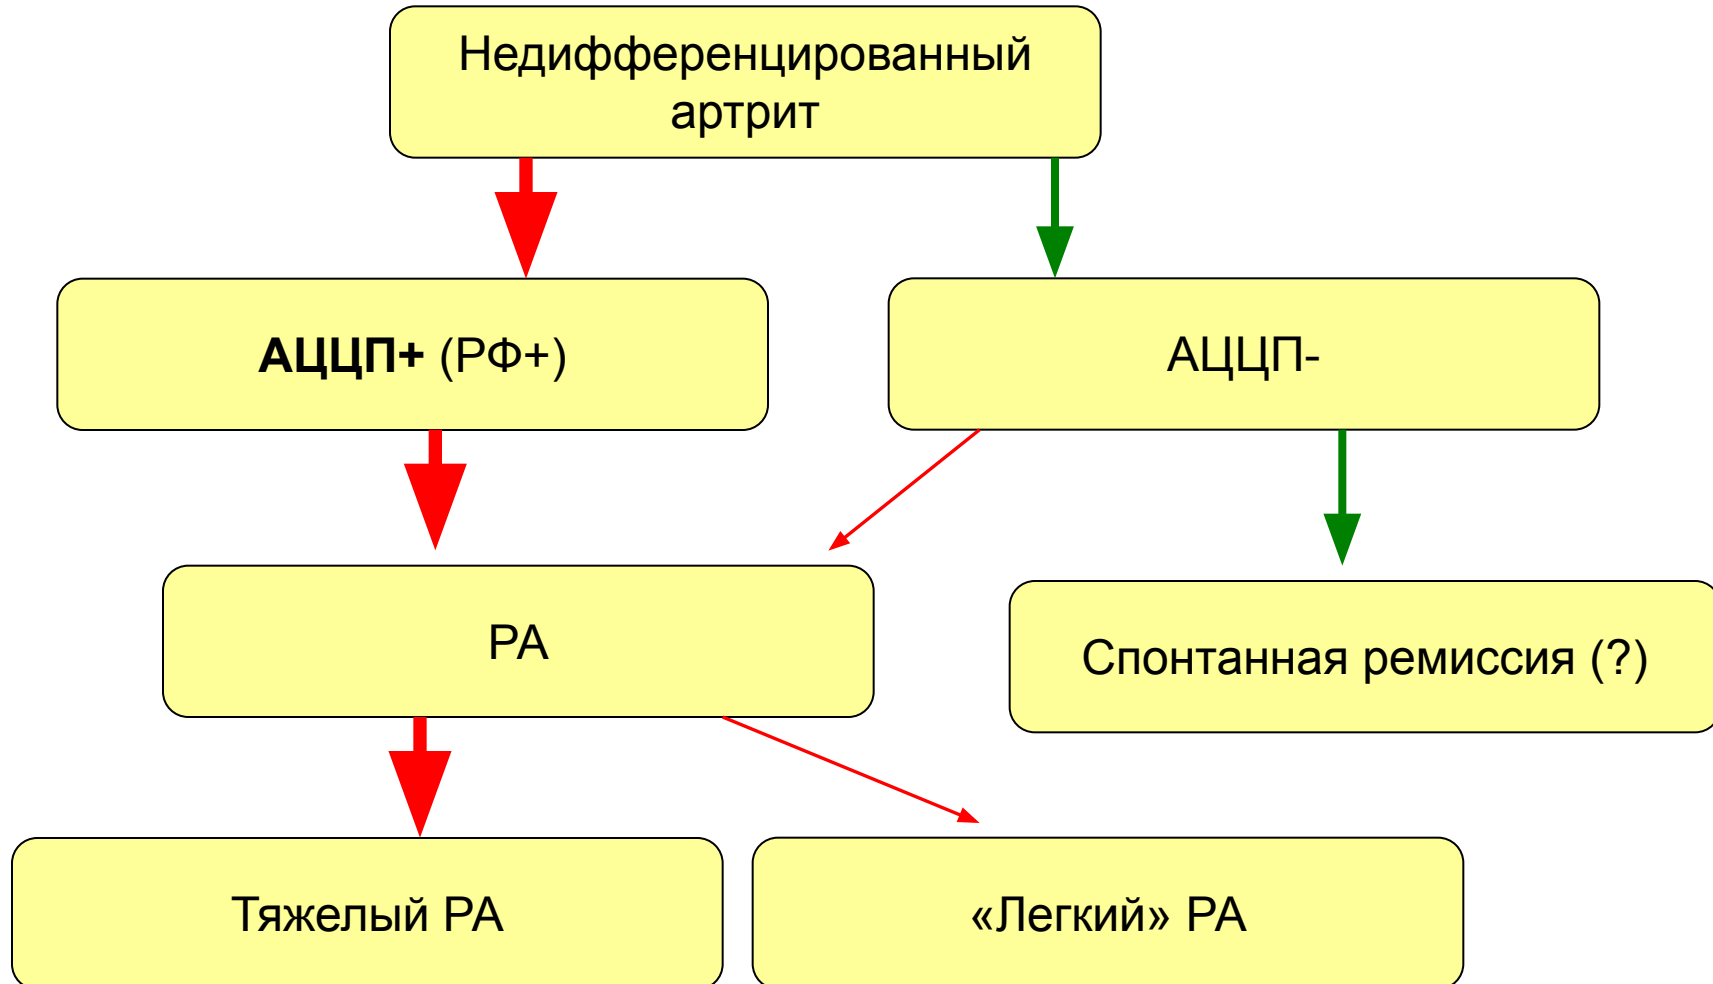 Недифференцированный
артрит
АЦЦП+ (РФ+)
АЦЦП-
РА
Спонтанная ремиссия (?)
Тяжелый РА
«Легкий» РА